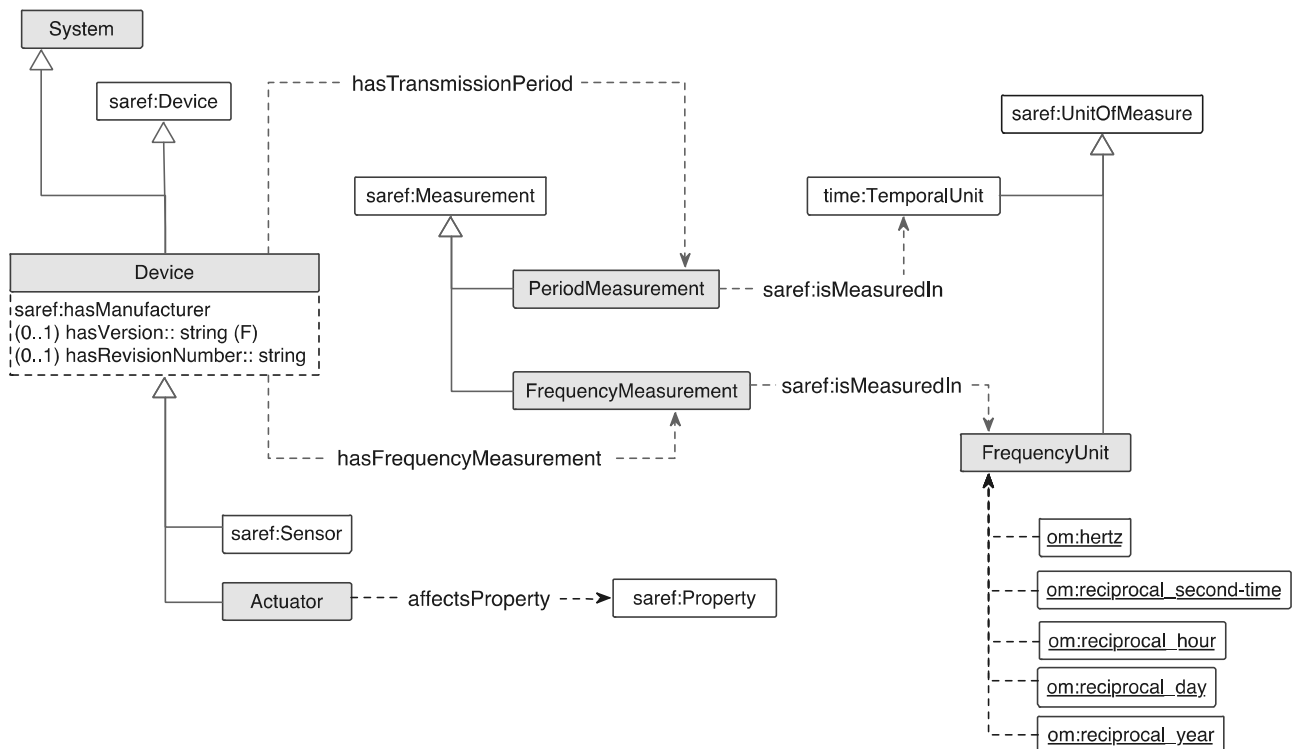 System
hasTransmissionPeriod
saref:Device
saref:UnitOfMeasure
saref:Measurement
time:TemporalUnit
Device
PeriodMeasurement
saref:isMeasuredIn
saref:hasManufacturer
(0..1) hasVersion:: string (F)
(0..1) hasRevisionNumber:: string
FrequencyMeasurement
saref:isMeasuredIn
hasFrequencyMeasurement
FrequencyUnit
saref:Sensor
om:hertz
Actuator
affectsProperty
saref:Property
om:reciprocal_second-time
om:reciprocal_hour
om:reciprocal_day
om:reciprocal_year